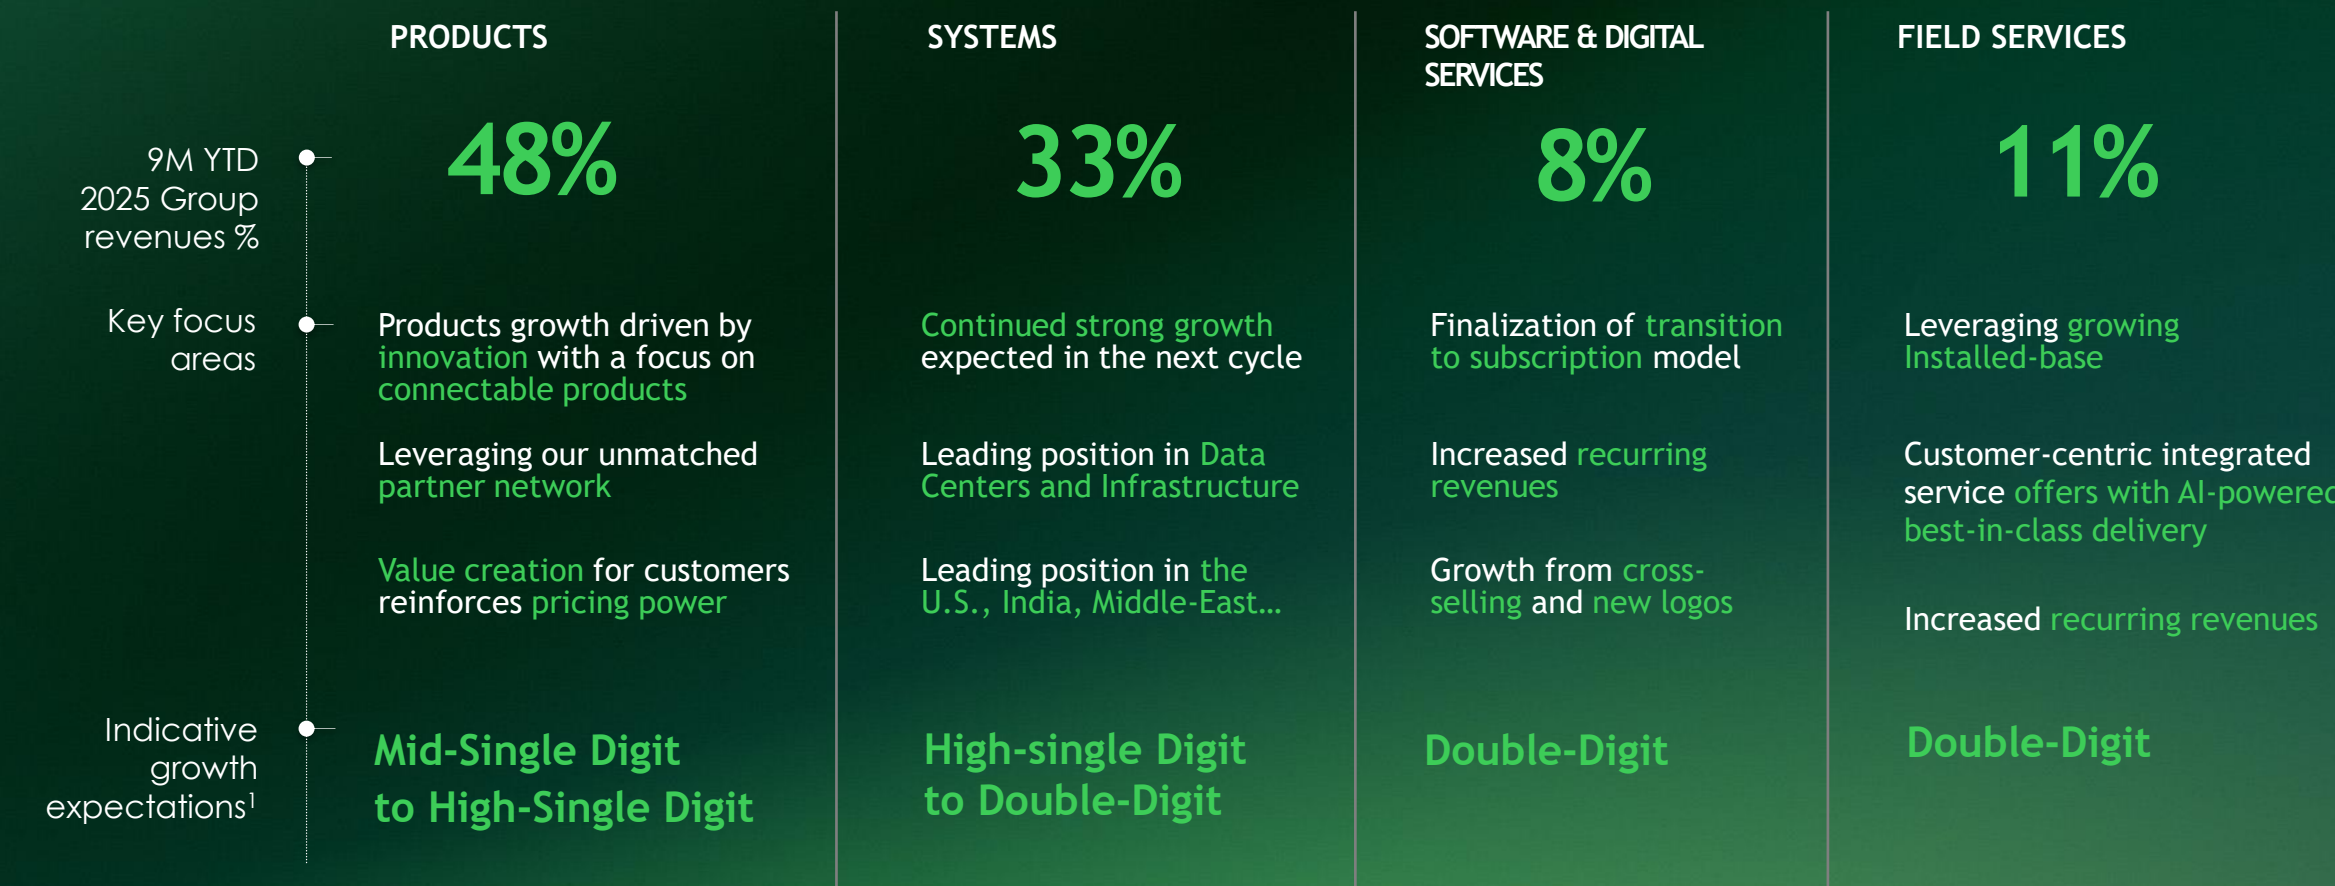 PRODUCTS
SYSTEMS
SOFTWARE & DIGITAL
SERVICES
FIELD SERVICES
9M YTD
2025 Group
revenues %
48%
33%
8%
11%
Key focus
areas
Products growth driven by
innovation with a focus on
connectable products
Leveraging our unmatched
partner network
Value creation for customers
reinforces pricing power
Continued strong growth
expected in the next cycle
Leading position in Data
Centers and Infrastructure
Leading position in the
U.S., India, Middle-East…
Finalization of transition
to subscription model
Increased recurring
revenues
Growth from cross-
selling and new logos
Leveraging growing
Installed-base
Customer-centric integrated
service offers with AI-powered
best-in-class delivery
Increased recurring revenues
Indicative
growth
expectations¹
Mid-Single Digit
to High-Single Digit
High-single Digit
to Double-Digit
Double-Digit
Double-Digit